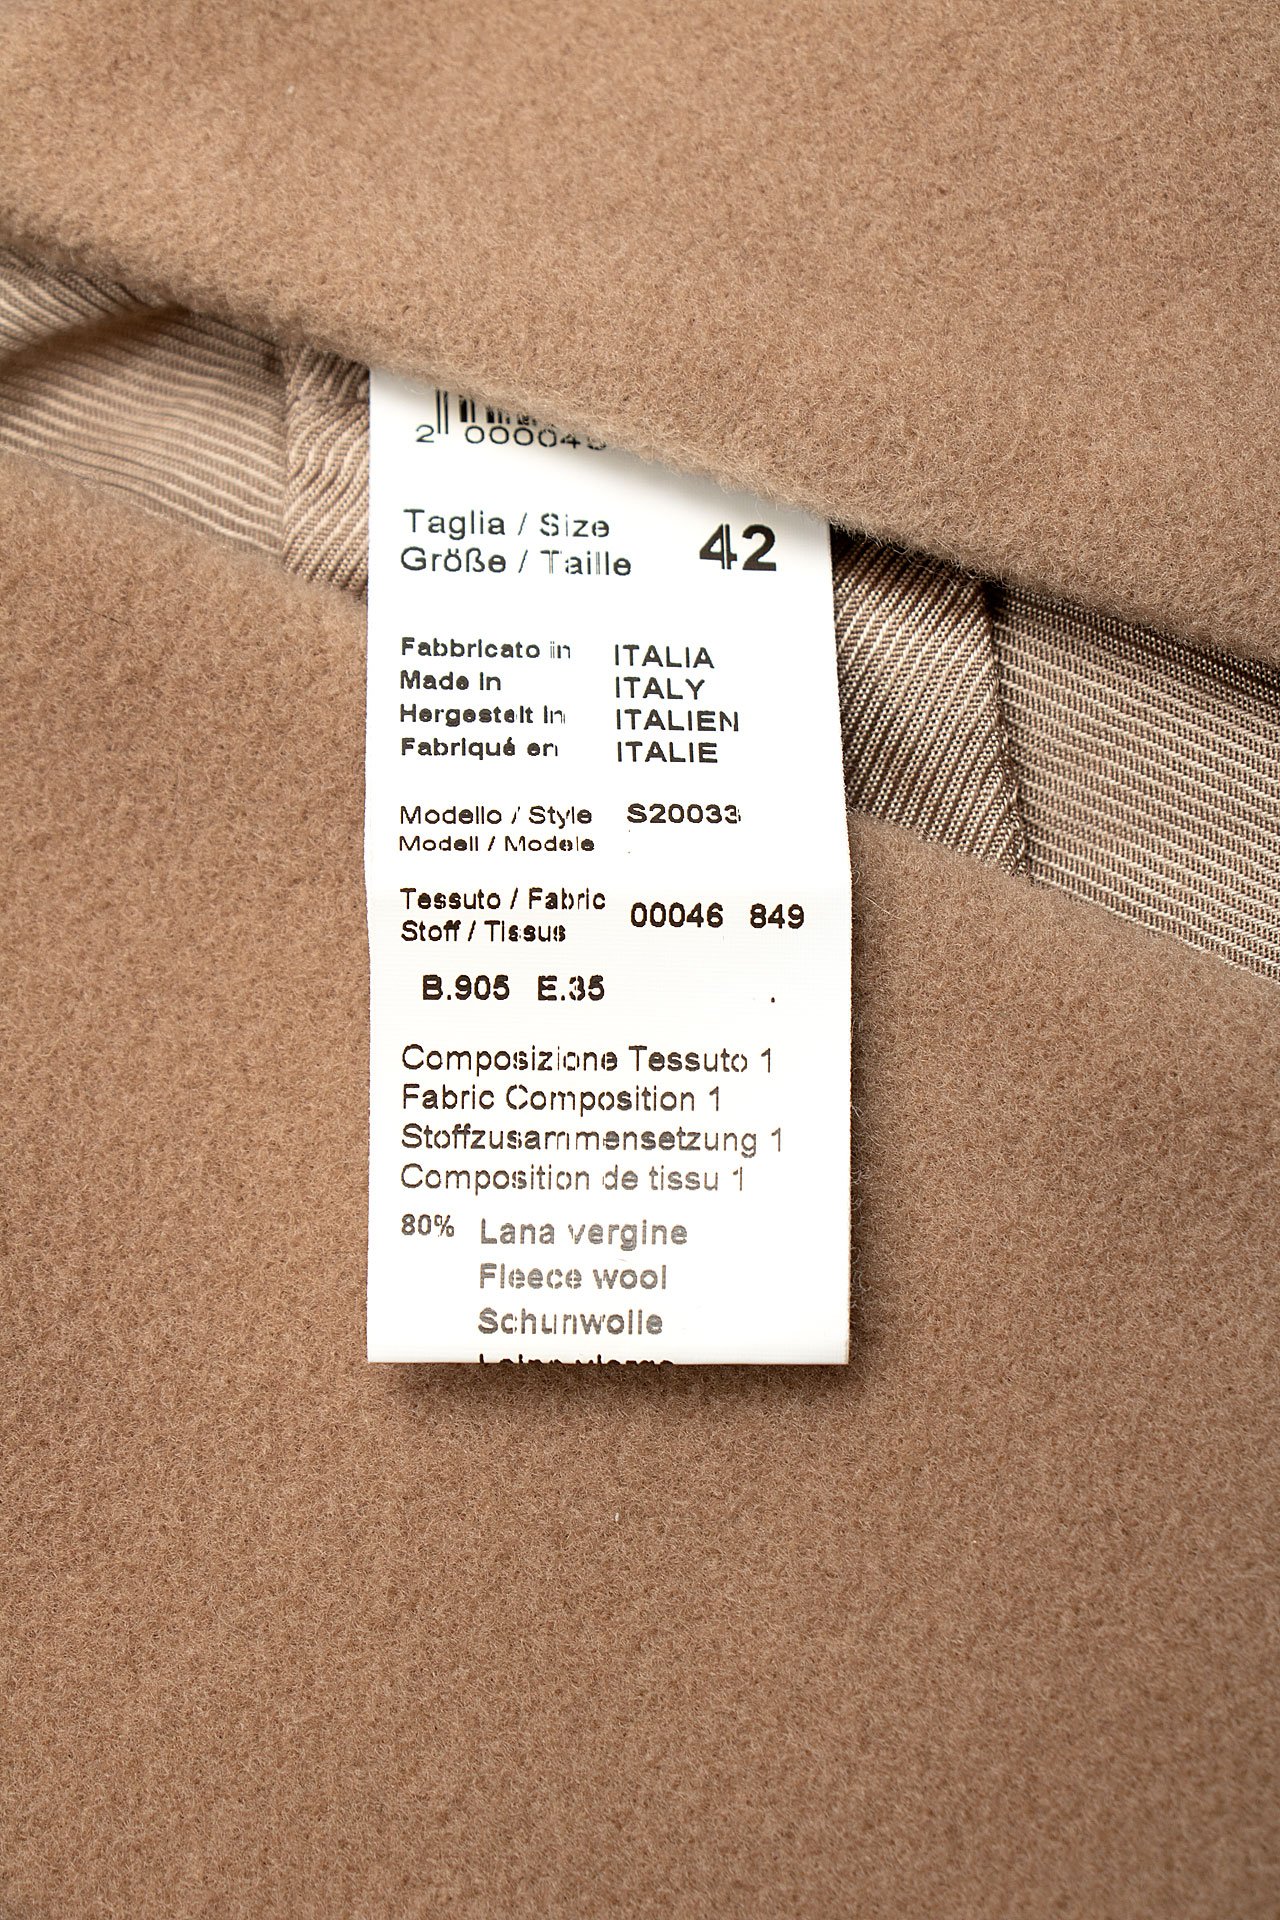 2 000049
Taglia / Size
Größe / Taille
42
Fabbricato in ITALIA
Made in ITALY
Hergestelt in ITALIEN
Fabriqué en ITALIE
Modello / Style S20033
Modell / Modele
Tessuto / Fabric
Stoff / Tissus
00046 849
B.905 E.35
Composizione Tessuto 1
Fabric Composition 1
Stoffzusammensetzung 1
Composition de tissu 1
80% Lana vergine
Fleece wool
Schurwolle